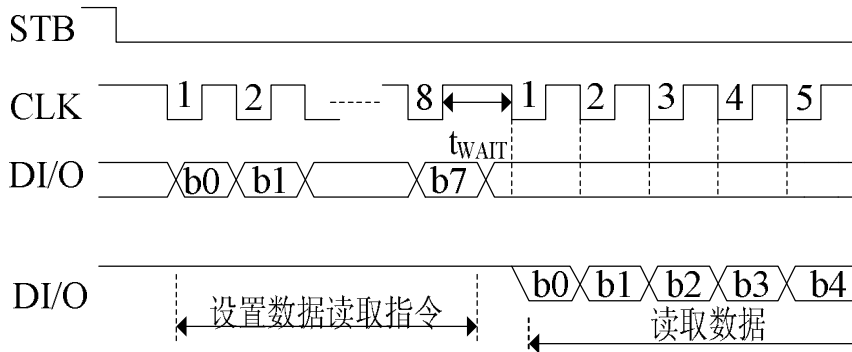 STB
CLK 1 2 8 1 2 3 4 5
tWAIT
DI/O b0 b1 b7
DI/O b0 b1 b2 b3 b4
设置数据读取指令 读取数据